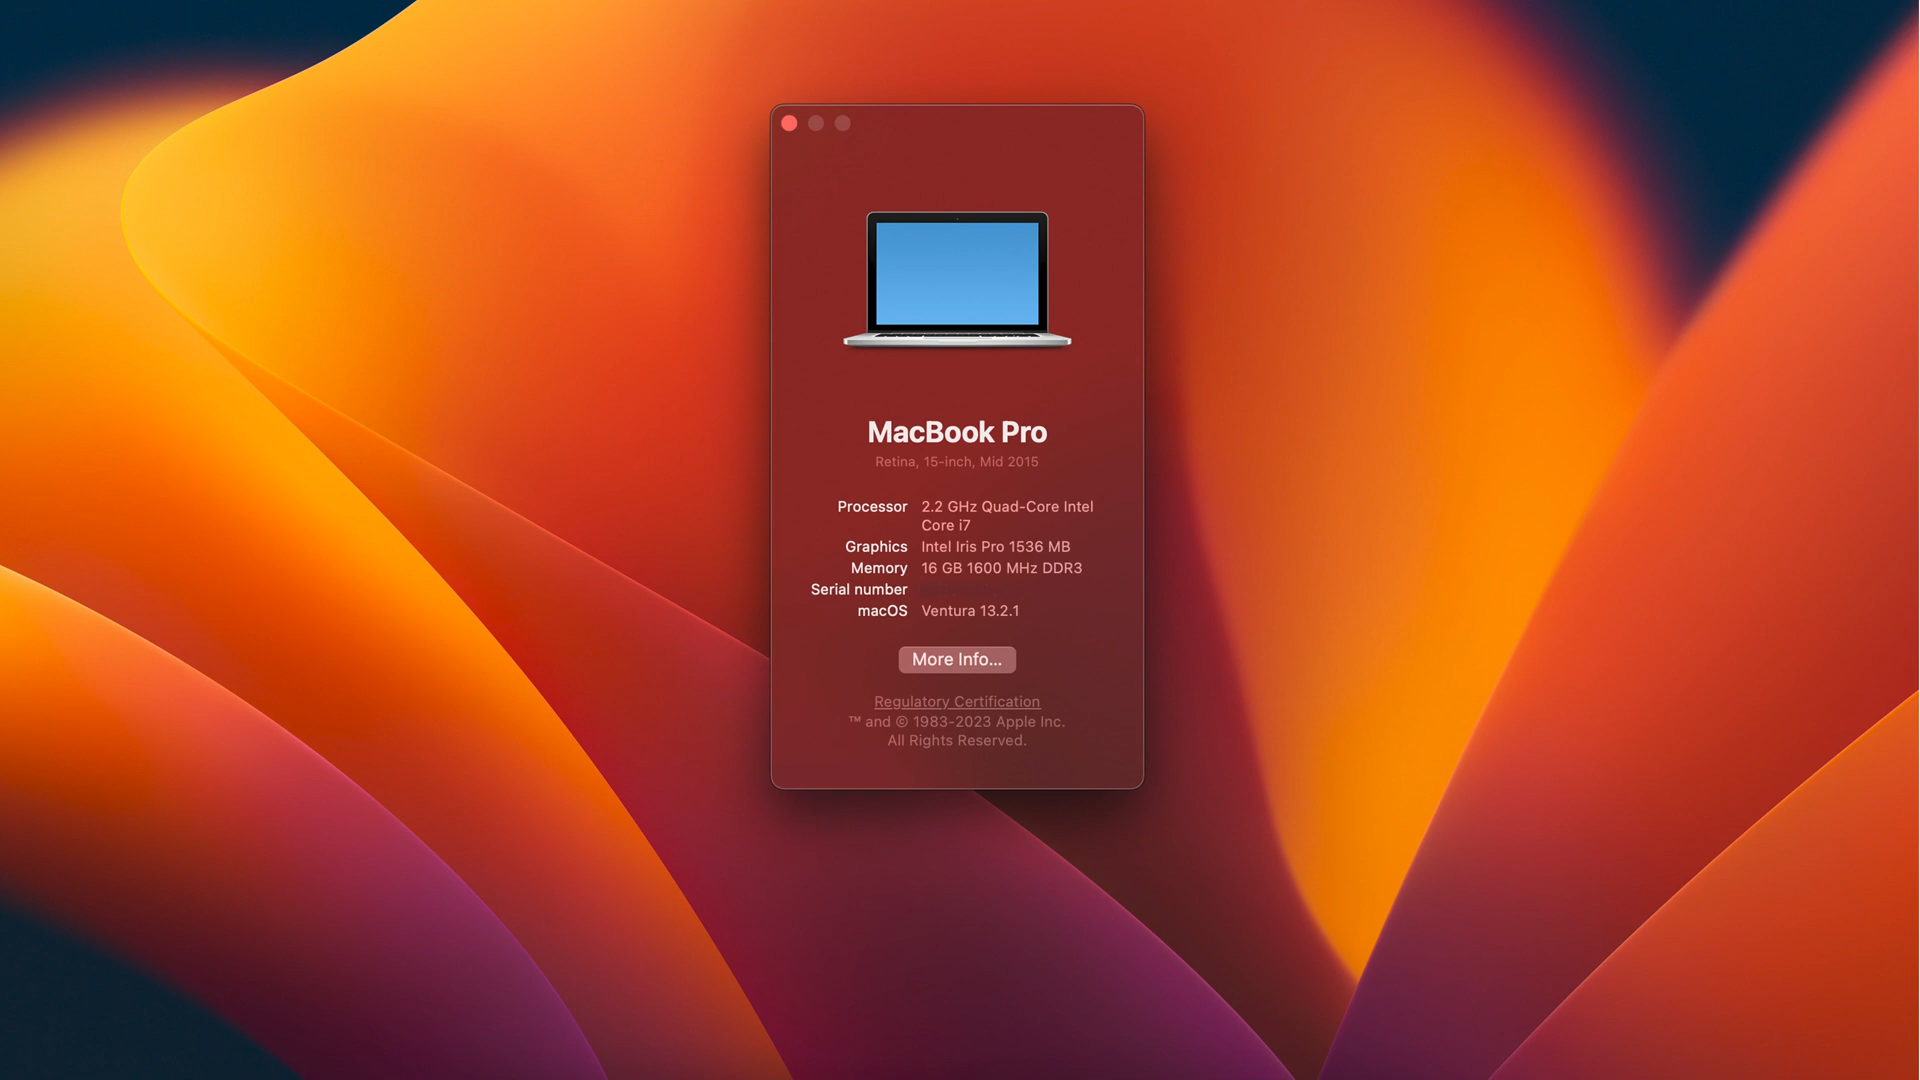 MacBook Pro
Retina, 15-inch, Mid 2015
Processor 2.2 GHz Quad-Core Intel
Core i7
Graphics Intel Iris Pro 1536 MB
Memory 16 GB 1600 MHz DDR3
Serial number
macOS Ventura 13.2.1
More Info...
Regulatory Certification
™ and © 1983-2023 Apple Inc.
All Rights Reserved.